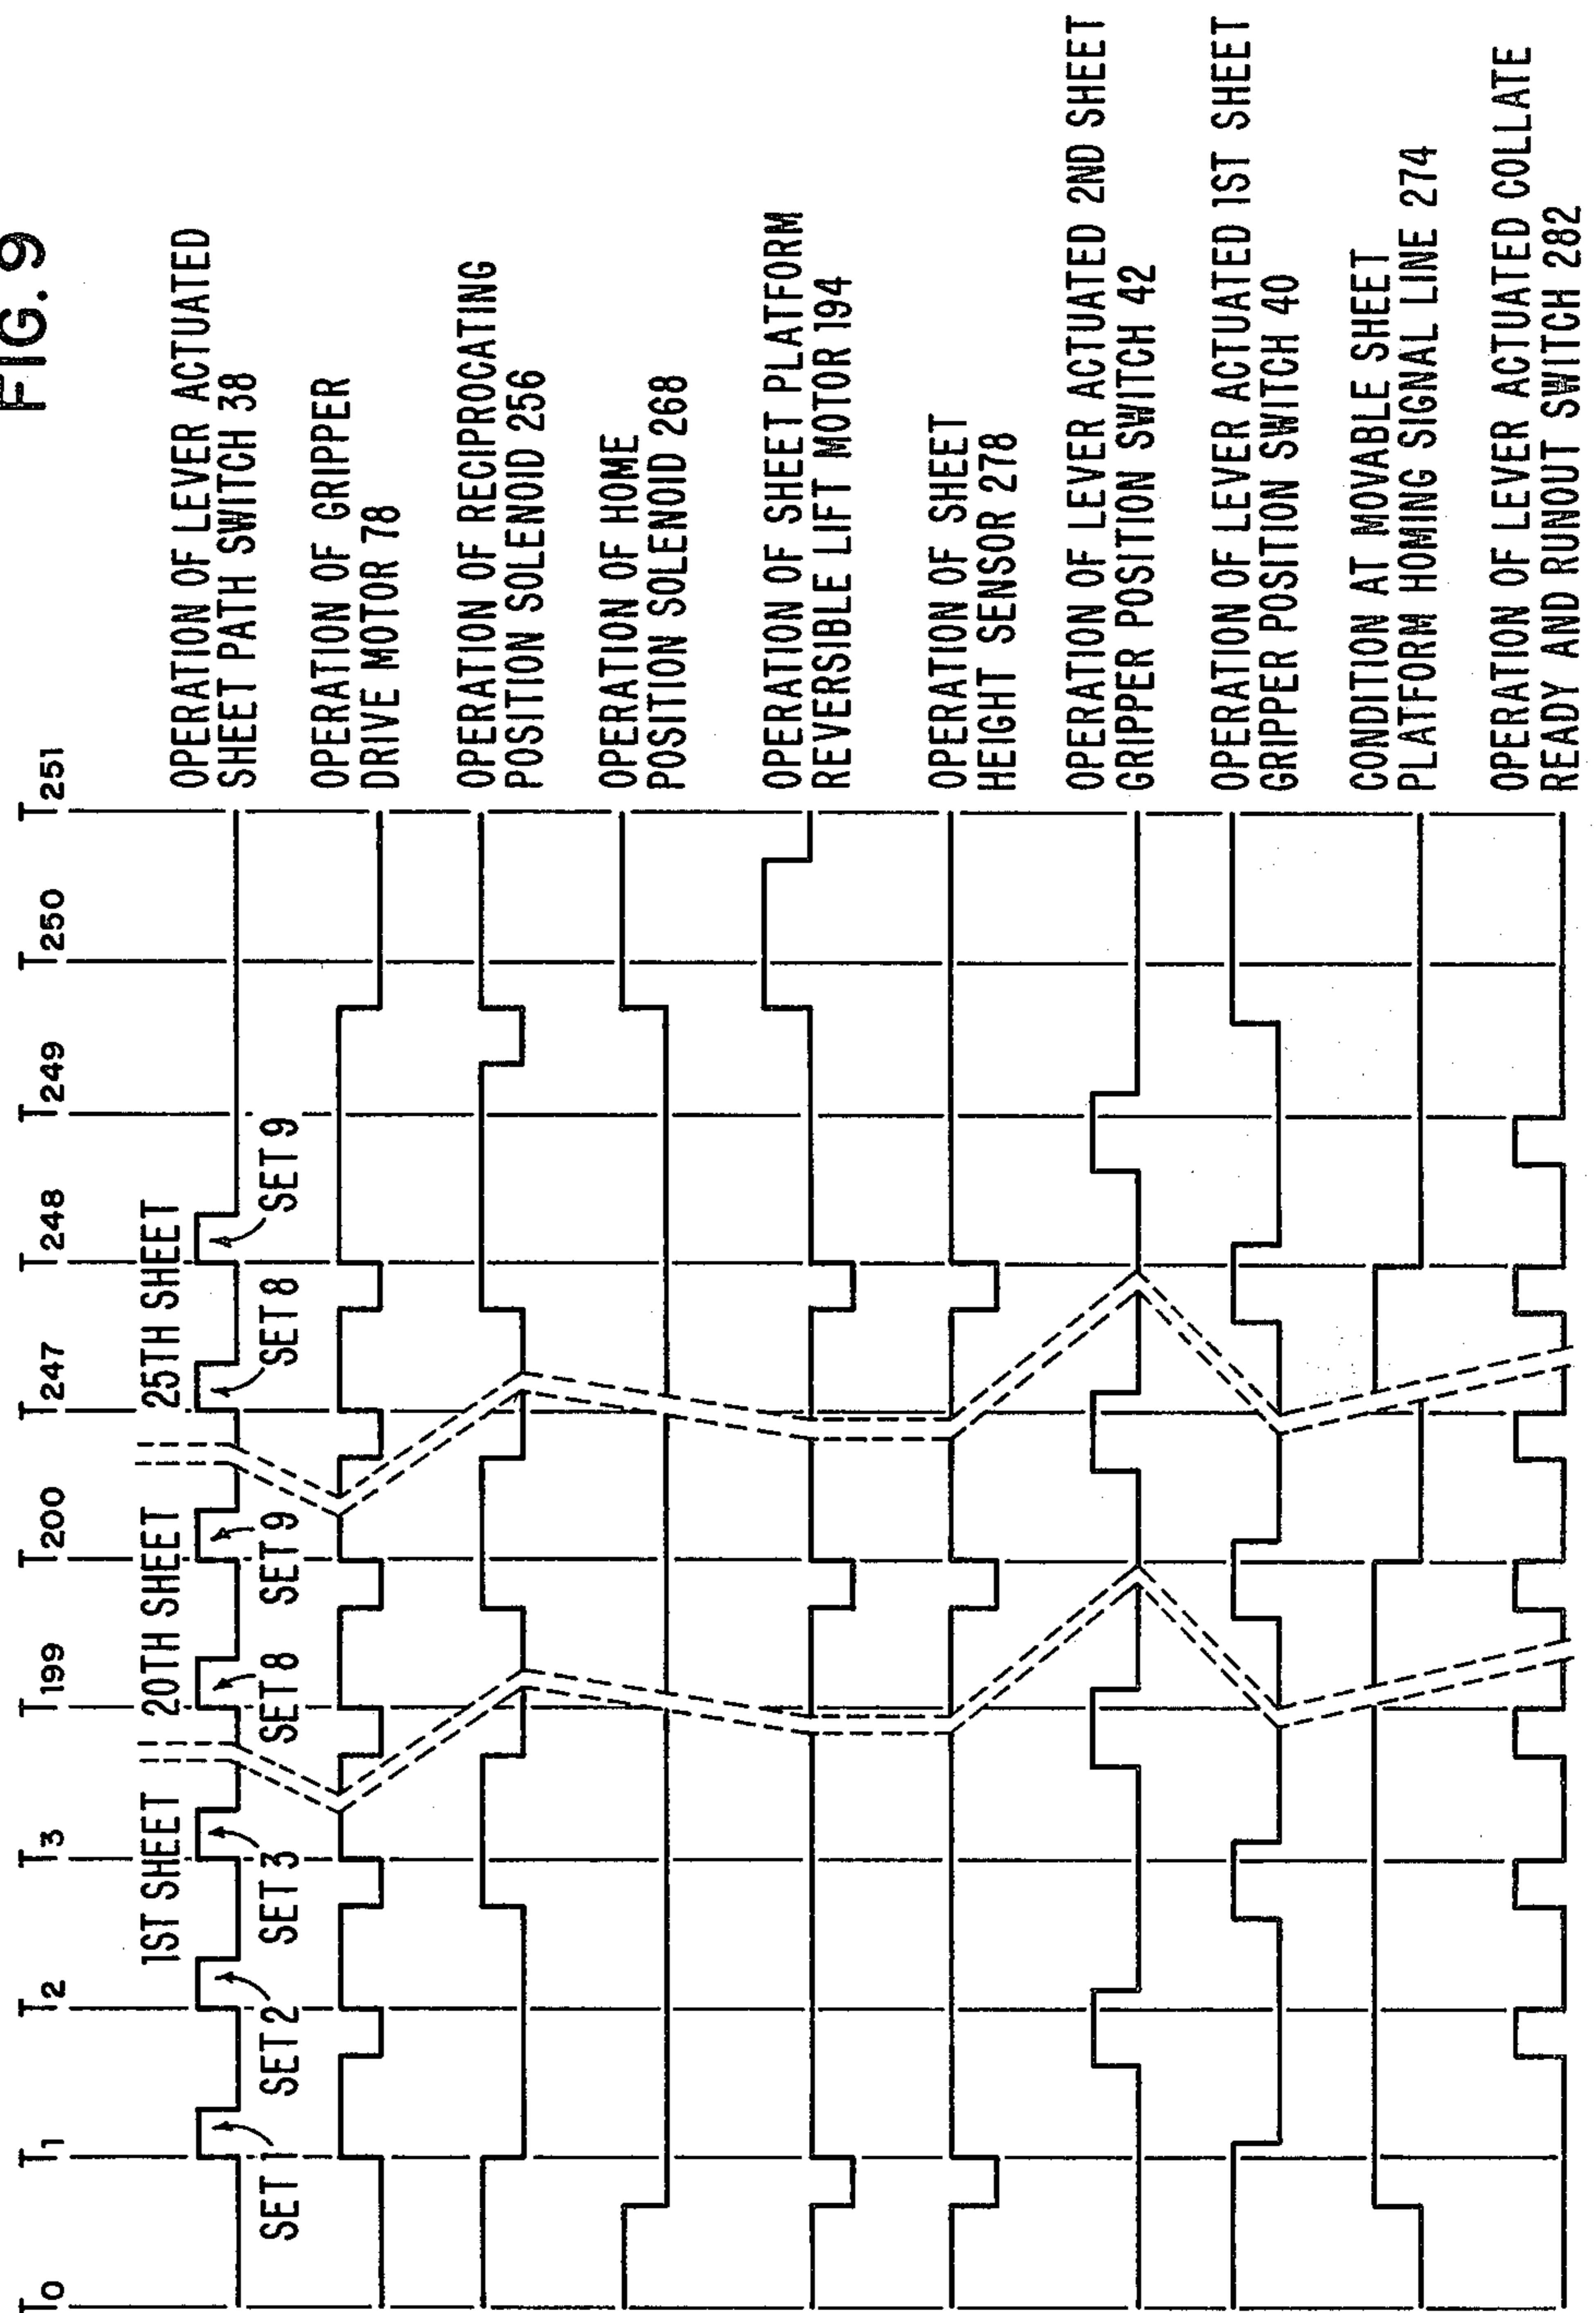 FIG. 9
T0
T1
T2
T3
T199
T200
T247
T248
T249
T250
T251
1ST SHEET
20TH SHEET
25TH SHEET
SET 1
SET 2
SET 3
SET 8
SET 9
SET 8
SET 9
OPERATION OF LEVER ACTUATED
SHEET PATH SWITCH 38
OPERATION OF GRIPPER
DRIVE MOTOR 78
OPERATION OF RECIPROCATING
POSITION SOLENOID 256
OPERATION OF HOME
POSITION SOLENOID 268
OPERATION OF SHEET PLATFORM
REVERSIBLE LIFT MOTOR 194
OPERATION OF SHEET
HEIGHT SENSOR 278
OPERATION OF LEVER ACTUATED 2ND SHEET
GRIPPER POSITION SWITCH 42
OPERATION OF LEVER ACTUATED 1ST SHEET
GRIPPER POSITION SWITCH 40
CONDITION AT MOVABLE SHEET
PLATFORM HOMING SIGNAL LINE 274
OPERATION OF LEVER ACTUATED COLLATE
READY AND RUNOUT SWITCH 282